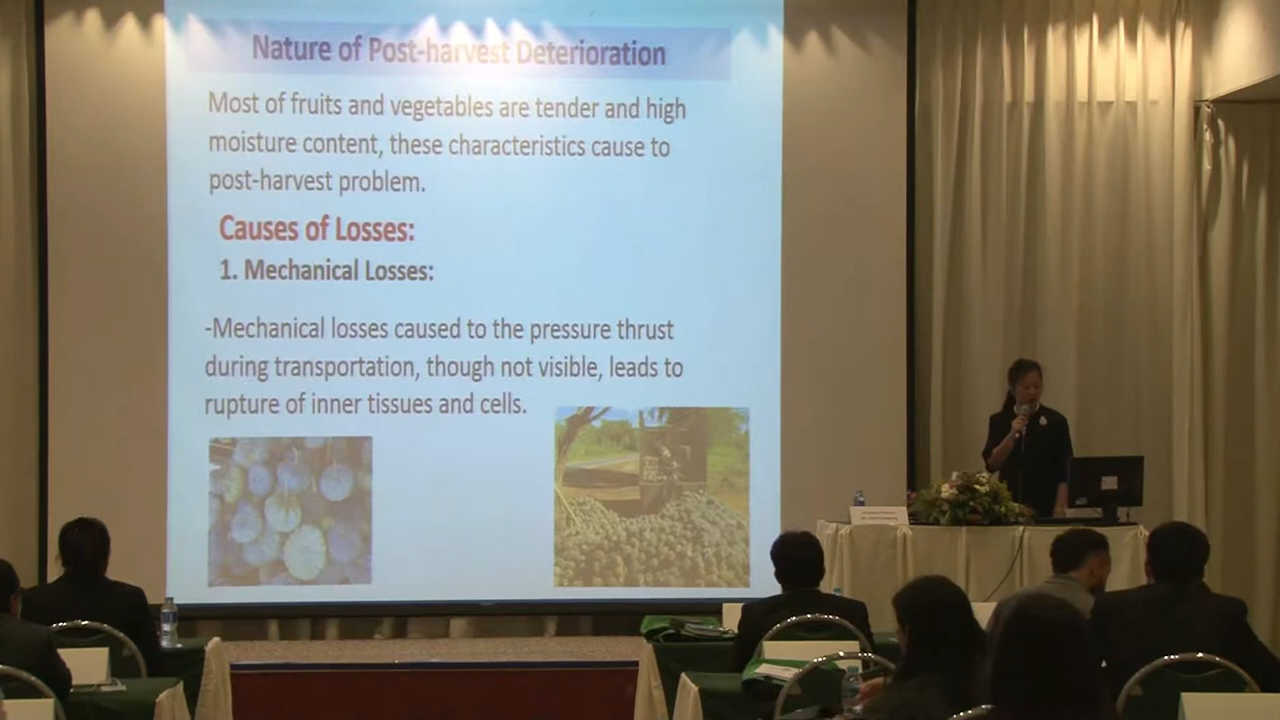 Nature of Post-harvest Deterioration
Most of fruits and vegetables are tender and high
moisture content, these characteristics cause to
post-harvest problem.
Causes of Losses:
1. Mechanical Losses:
-Mechanical losses caused to the pressure thrust
during transportation, though not visible, leads to
rupture of inner tissues and cells.